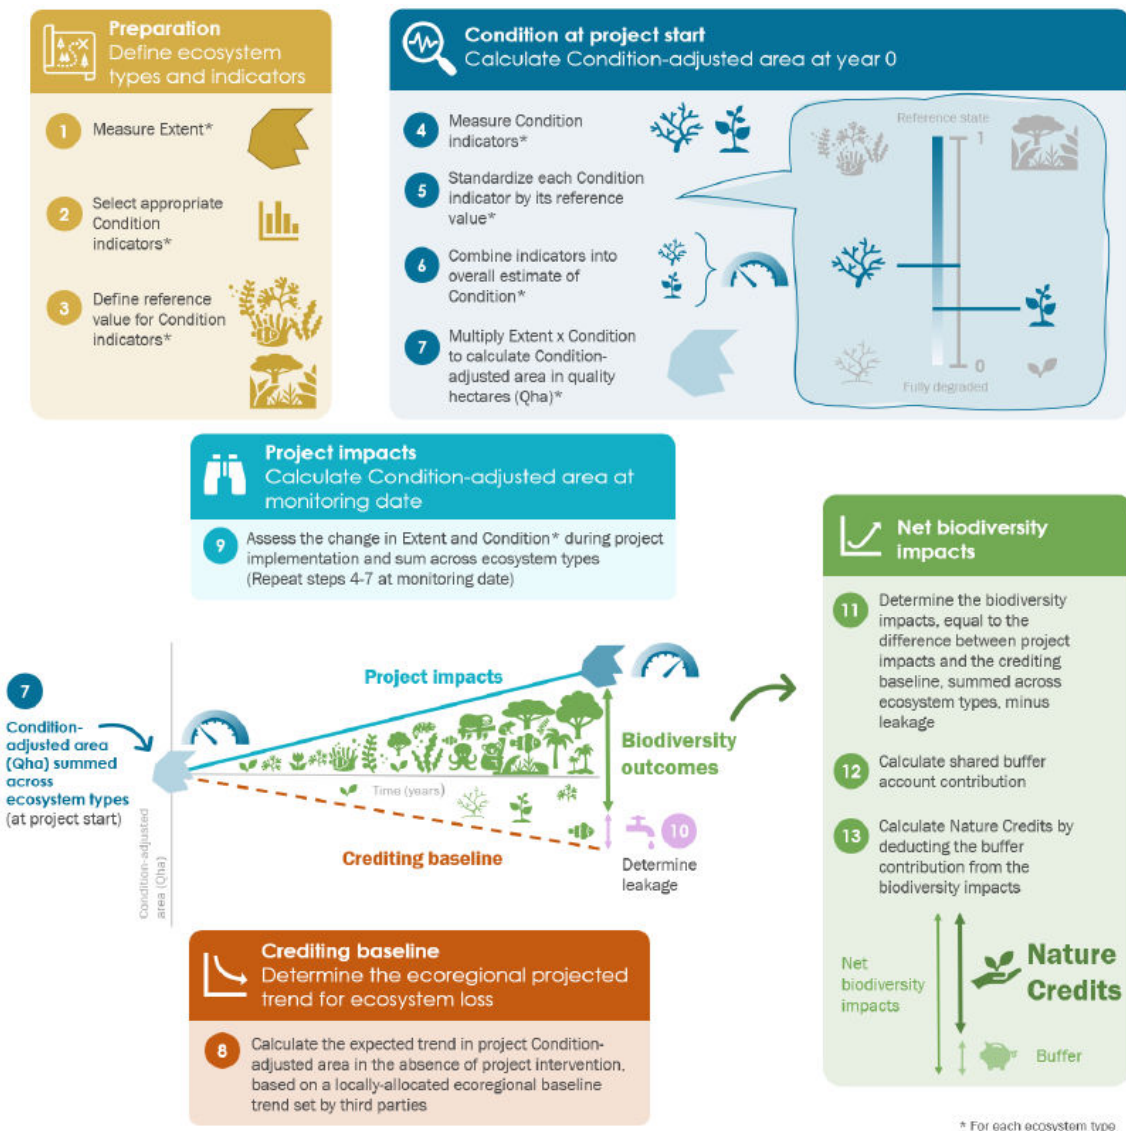 Preparation
Define ecosystem
types and indicators
1
Measure Extent*
2
Select appropriate
Condition
indicators*
3
Define reference
value for Condition
indicators*
Condition at project start
Calculate Condition-adjusted area at year 0
4
Measure Condition
indicators*
5
Standardize each Condition
indicator by its reference
value*
6
Combine indicators into
overall estimate of
Condition*
7
Multiply Extent x Condition
to calculate Condition-
adjusted area in quality
hectares (Qha)*
Reference state
1
0
Fully degraded
Project impacts
Calculate Condition-adjusted area at
monitoring date
9
Assess the change in Extent and Condition* during project
implementation and sum across ecosystem types
(Repeat steps 4-7 at monitoring date)
7
Condition-
adjusted area
(Qha) summed
across
ecosystem types
(at project start)
Condition-adjusted
area (Qha)
Project impacts
Time (years)
Crediting baseline
Biodiversity
outcomes
10
Determine
leakage
Crediting baseline
Determine the ecoregional projected
trend for ecosystem loss
8
Calculate the expected trend in project Condition-
adjusted area in the absence of project intervention,
based on a locally-allocated ecoregional baseline
trend set by third parties
Net biodiversity
impacts
11
Determine the biodiversity
impacts, equal to the
difference between project
impacts and the crediting
baseline, summed across
ecosystem types, minus
leakage
12
Calculate shared buffer
account contribution
13
Calculate Nature Credits by
deducting the buffer
contribution from the
biodiversity impacts
Net
biodiversity
impacts
Nature
Credits
Buffer
* For each ecosystem type